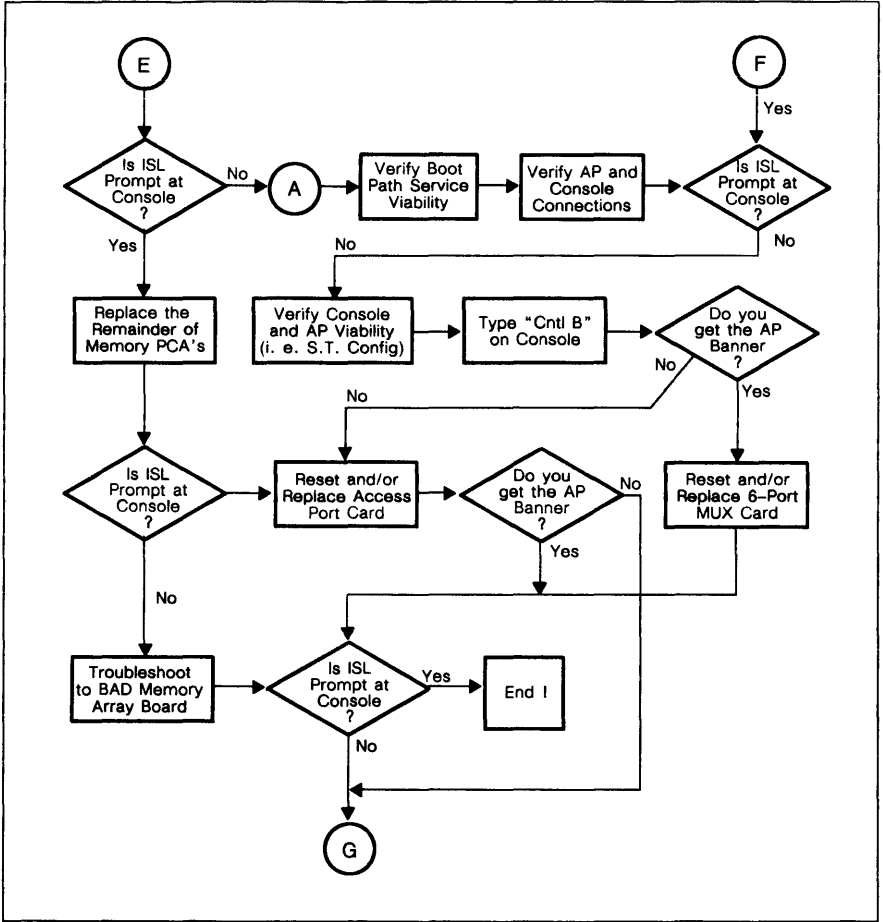 E
F
Yes
Is ISL
Prompt at
Console
?
No
A
Verify Boot
Path Service
Viability
Verify AP and
Console
Connections
Is ISL
Prompt at
Console
?
Yes
No
No
Replace the
Remainder of
Memory PCA's
Verify Console
and AP Viability
(i. e. S.T. Config)
Type "Cntl B"
on Console
Do you
get the AP
Banner
?
No
Yes
No
Is ISL
Prompt at
Console
?
Reset and/or
Replace Access
Port Card
Do you
get the AP
Banner
?
No
Reset and/or
Replace 6-Port
MUX Card
Yes
No
Troubleshoot
to BAD Memory
Array Board
Is ISL
Prompt at
Console
?
Yes
End !
No
G